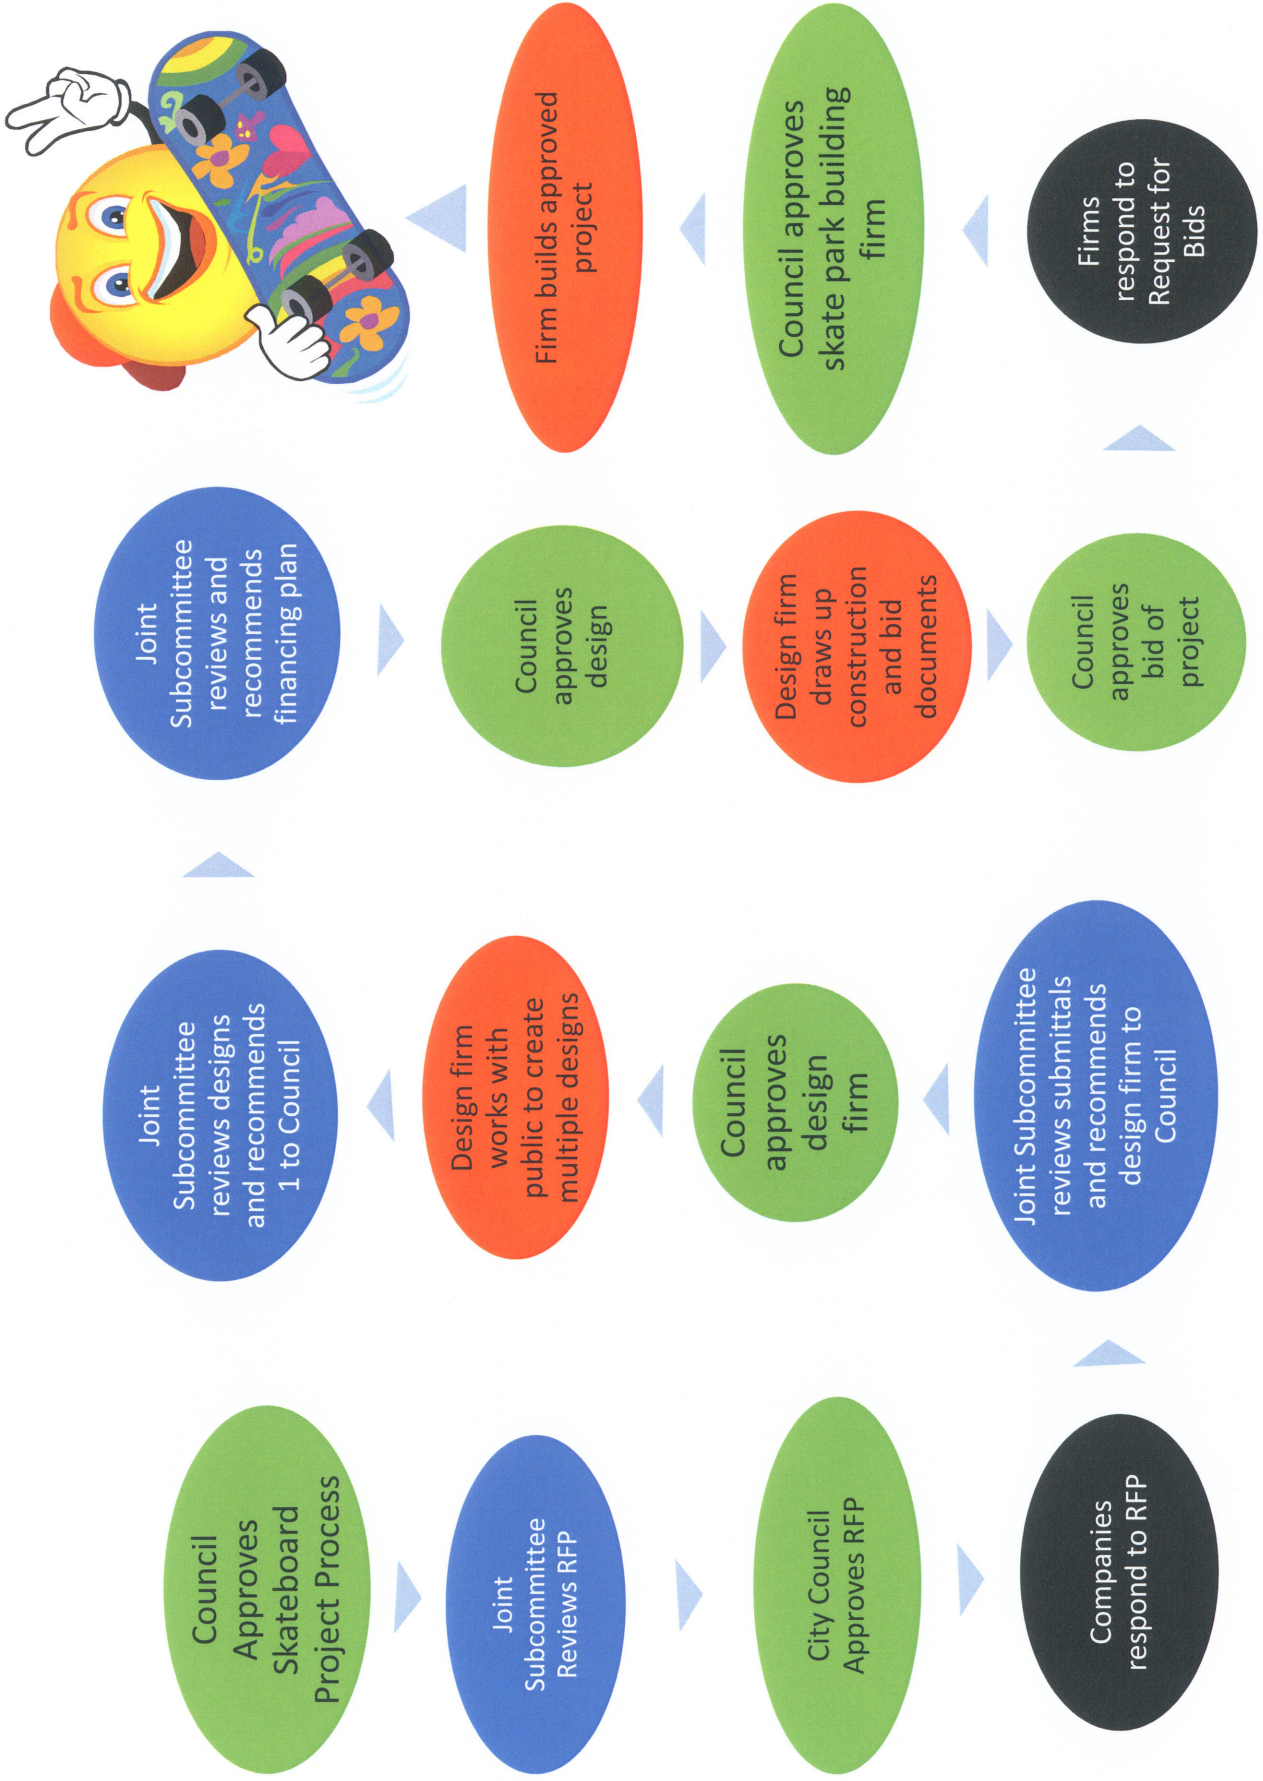 Council
Approves
Skateboard
Project Process
Joint
Subcommittee
Reviews RFP
City Council
Approves RFP
Companies
respond to RFP
Joint Subcommittee
reviews submittals
and recommends
design firm to
Council
Council
approves
design
firm
Design firm
works with
public to create
multiple designs
Joint
Subcommittee
reviews designs
and recommends
1 to Council
Joint
Subcommittee
reviews and
recommends
financing plan
Council
approves
design
Design firm
draws up
construction
and bid
documents
Council
approves
bid of
project
Firms
respond to
Request for
Bids
Council approves
skate park building
firm
Firm builds approved
project